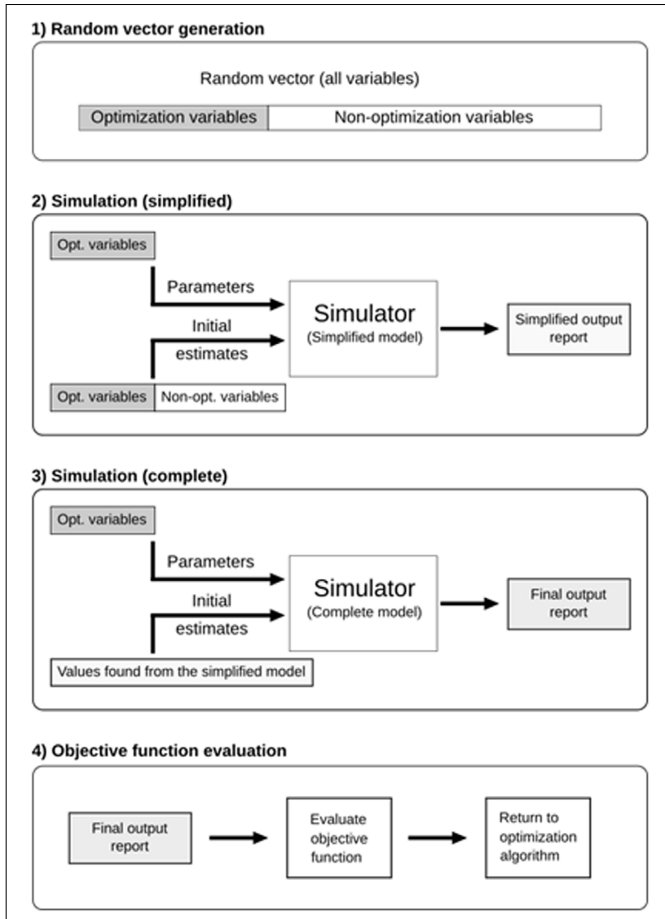 1) Random vector generation
Random vector (all variables)
Optimization variables
Non-optimization variables
2) Simulation (simplified)
Opt. variables
Parameters
Initial
estimates
Opt. variables
Non-opt. variables
Simulator
(Simplified model)
Simplified output
report
3) Simulation (complete)
Opt. variables
Parameters
Initial
estimates
Values found from the simplified model
Simulator
(Complete model)
Final output
report
4) Objective function evaluation
Final output
report
Evaluate
objective
function
Return to
optimization
algorithm